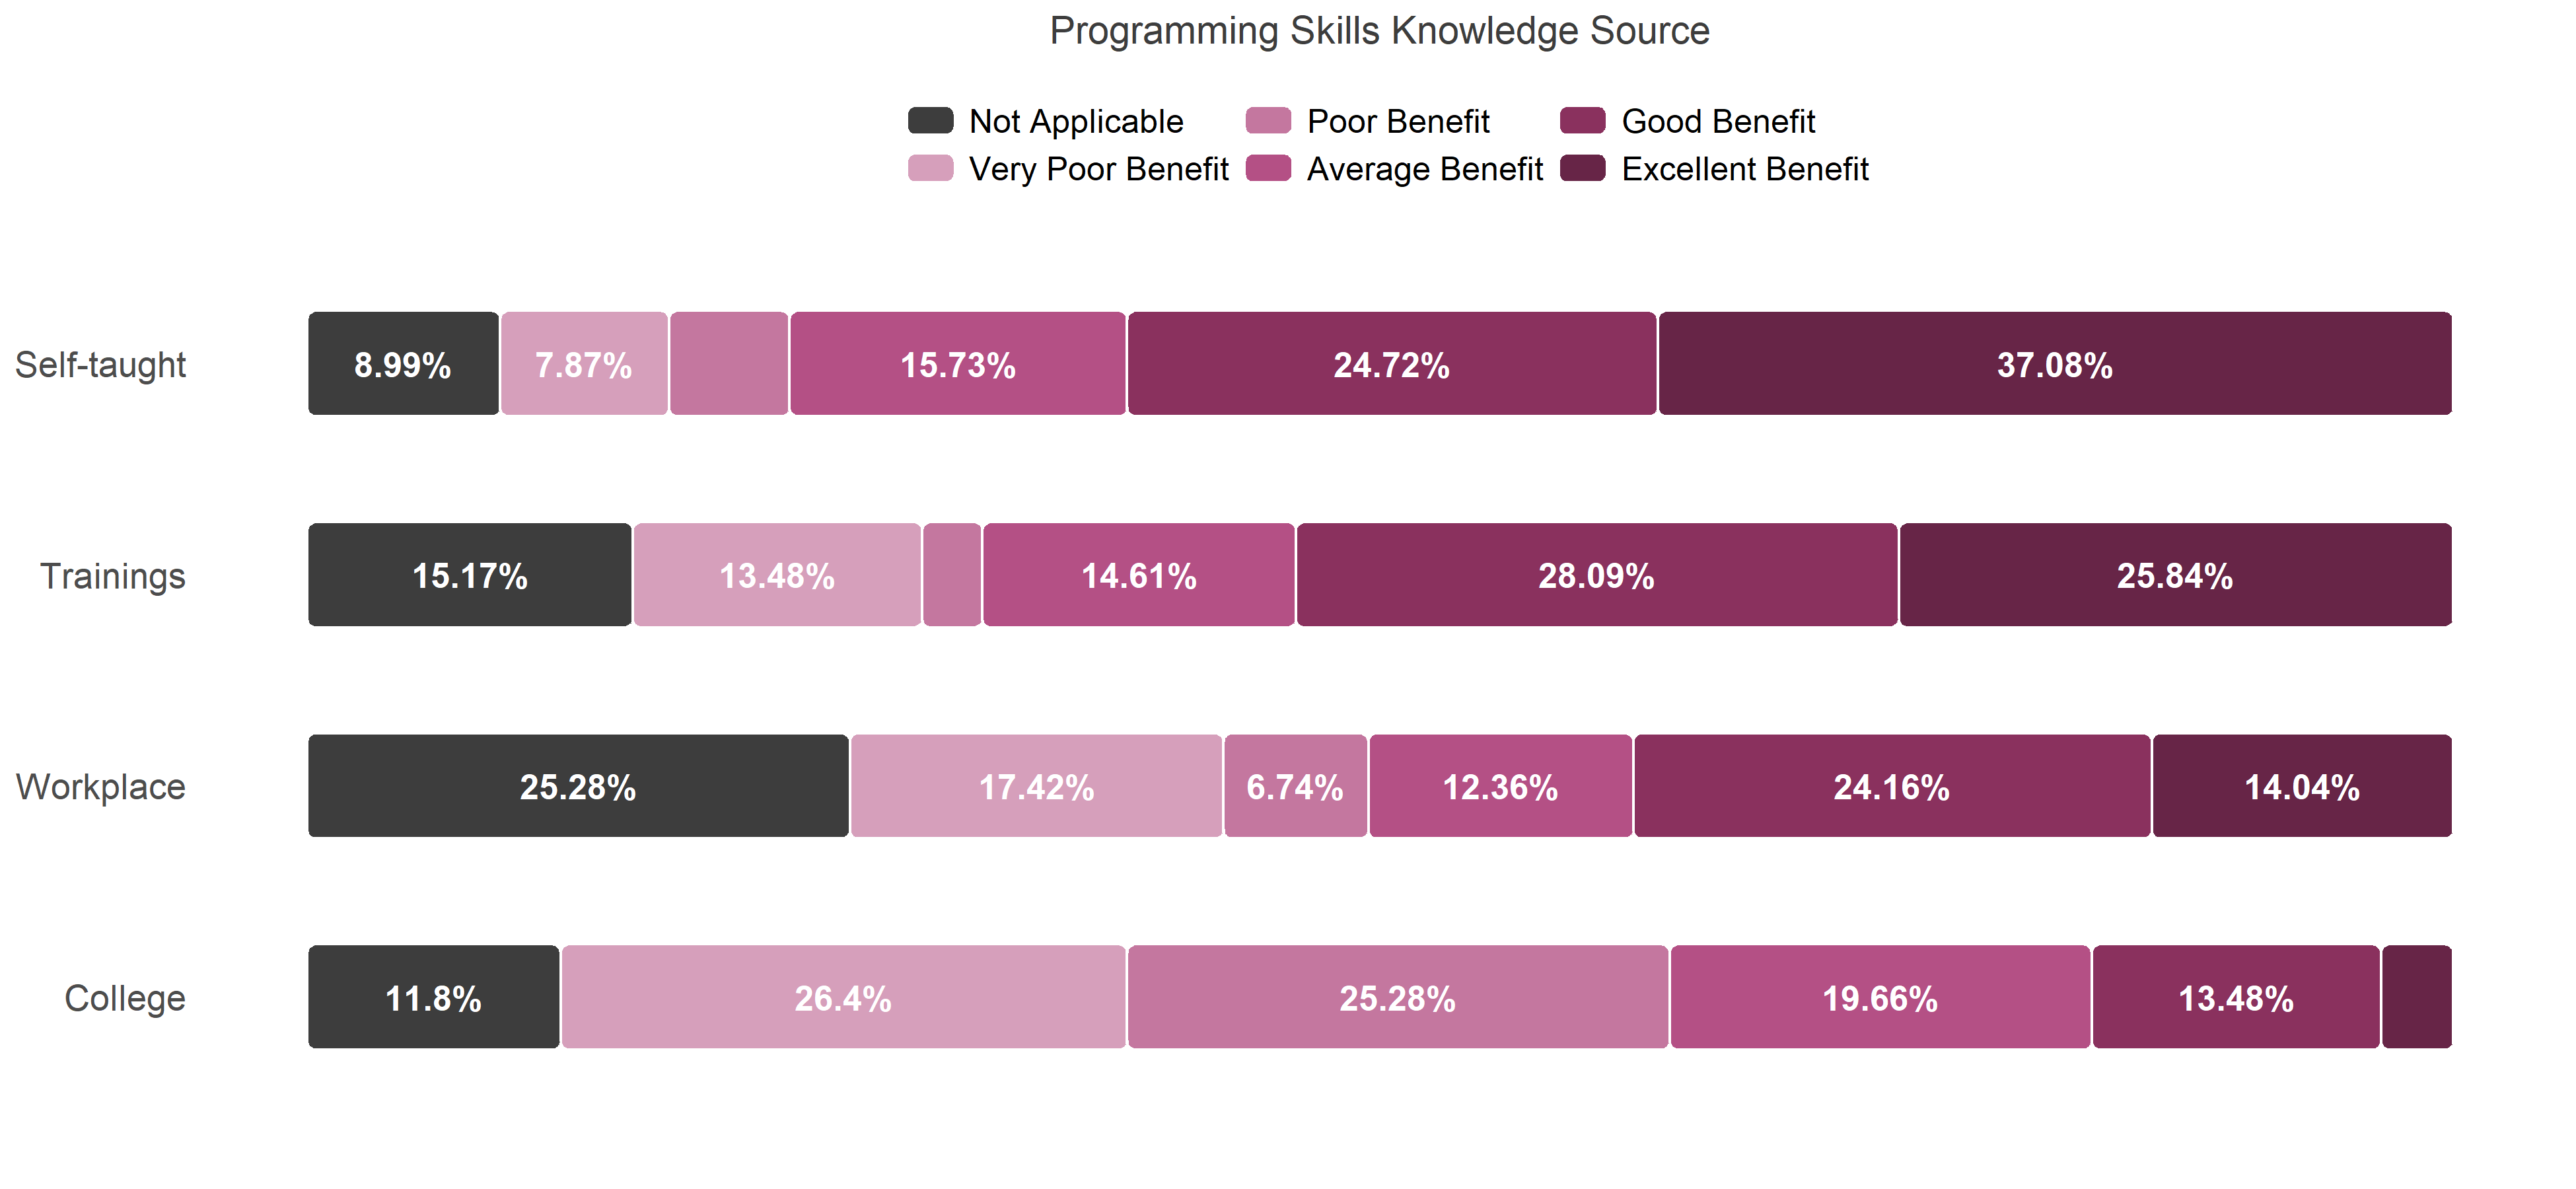 Programming Skills Knowledge Source
Not Applicable Poor Benefit Good Benefit
Very Poor Benefit Average Benefit Excellent Benefit
Self-taught 8.99% 7.87% 15.73% 24.72% 37.08%
Trainings 15.17% 13.48% 14.61% 28.09% 25.84%
Workplace 25.28% 17.42% 6.74% 12.36% 24.16% 14.04%
College 11.8% 26.4% 25.28% 19.66% 13.48%